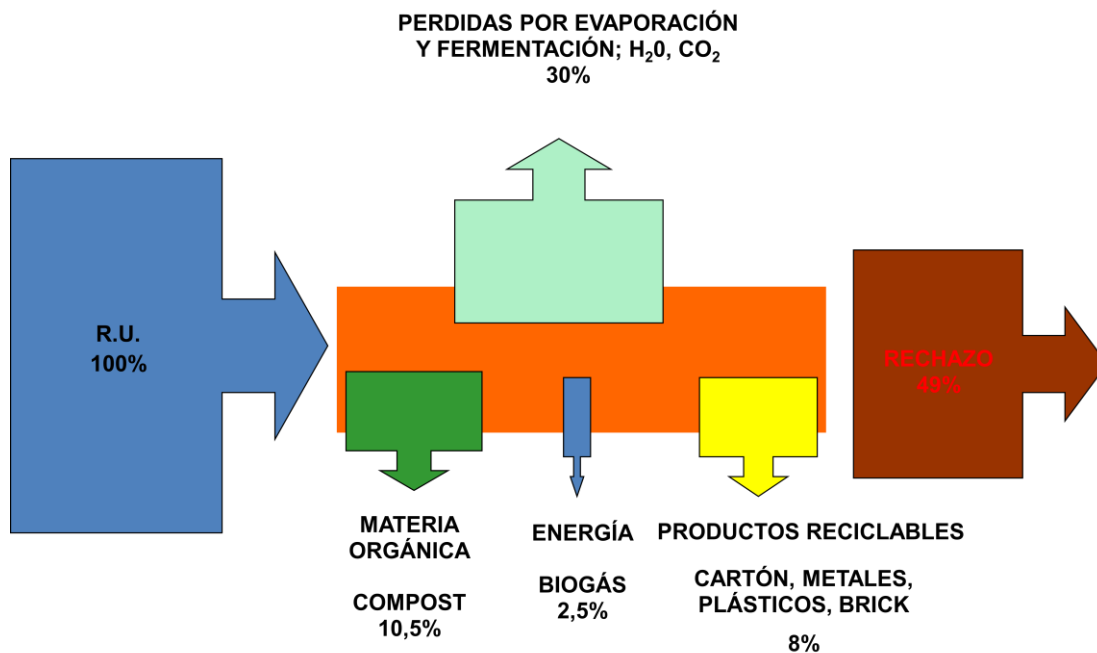 PERDIDAS POR EVAPORACIÓN
Y FERMENTACIÓN; H₂0, CO₂
30%
R.U.
100%
RECHAZO
49%
MATERIA
ORGÁNICA
COMPOST
10,5%
ENERGÍA
BIOGÁS
2,5%
PRODUCTOS RECICLABLES
CARTÓN, METALES,
PLÁSTICOS, BRICK
8%